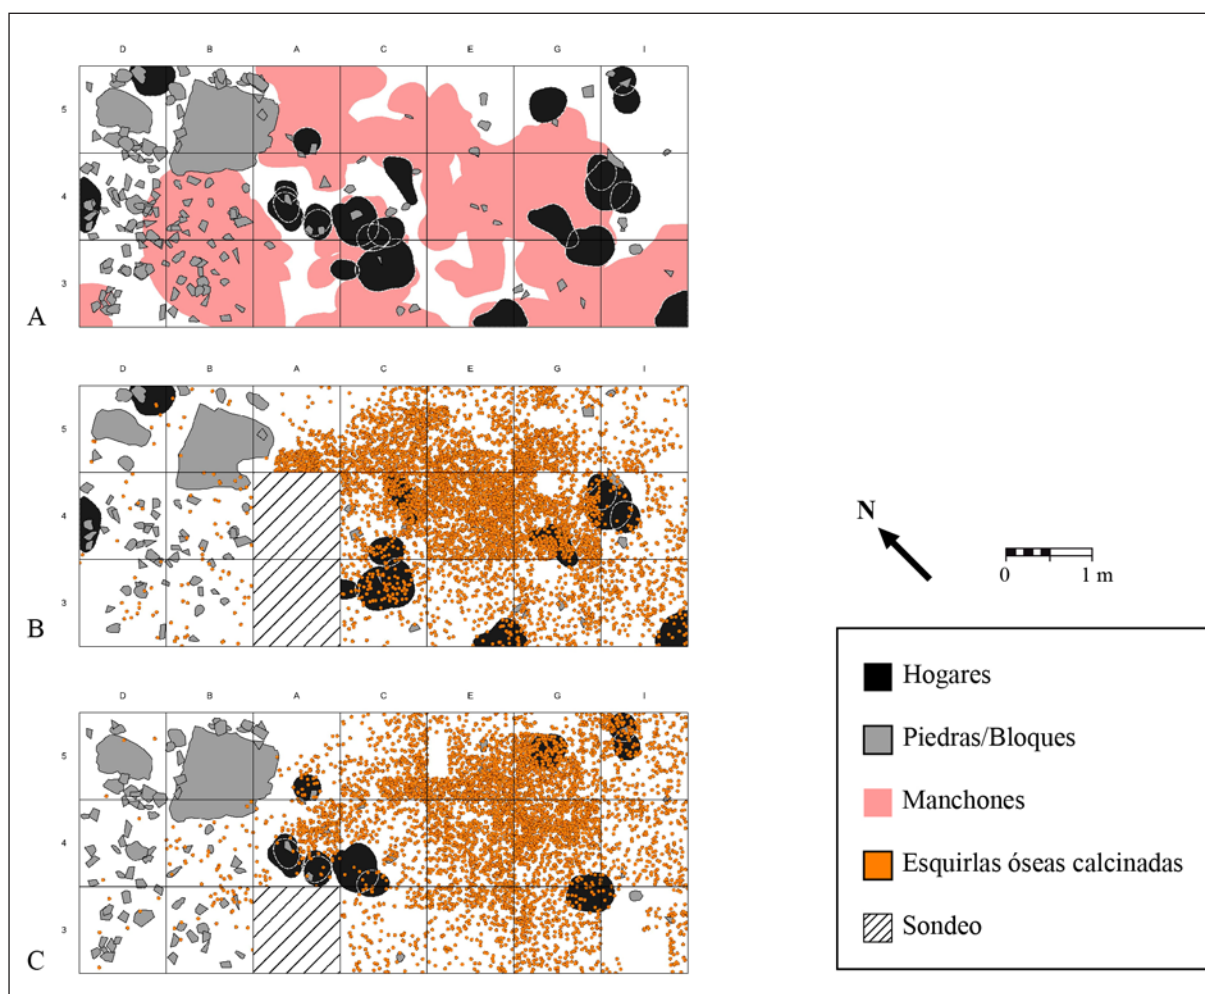 D B A C E G I
5
4
3
A
D B A C E G I
5
4
3
B
D B A C E G I
5
4
3
C
N
0 1 m
Hogares
Piedras/Bloques
Manchones
Esquirlas óseas calcinadas
Sondeo